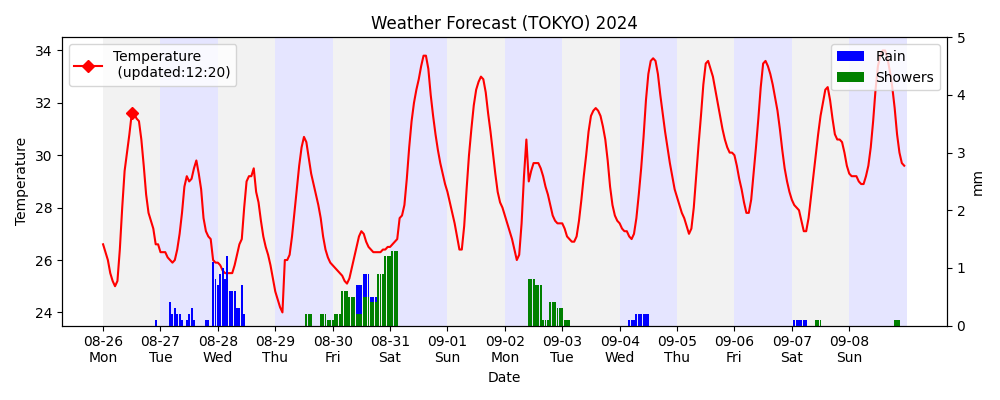 Weather Forecast (TOKYO) 2024
Temperature
(updated:12:20)
Rain
Showers
34
32
30
28
26
24
Temperature
5
4
3
2
1
0
mm
08-26 08-27 08-28 08-29 08-30 08-31 09-01 09-02 09-03 09-04 09-05 09-06 09-07 09-08
Mon Tue Wed Thu Fri Sat Sun Mon Tue Wed Thu Fri Sat Sun
Date